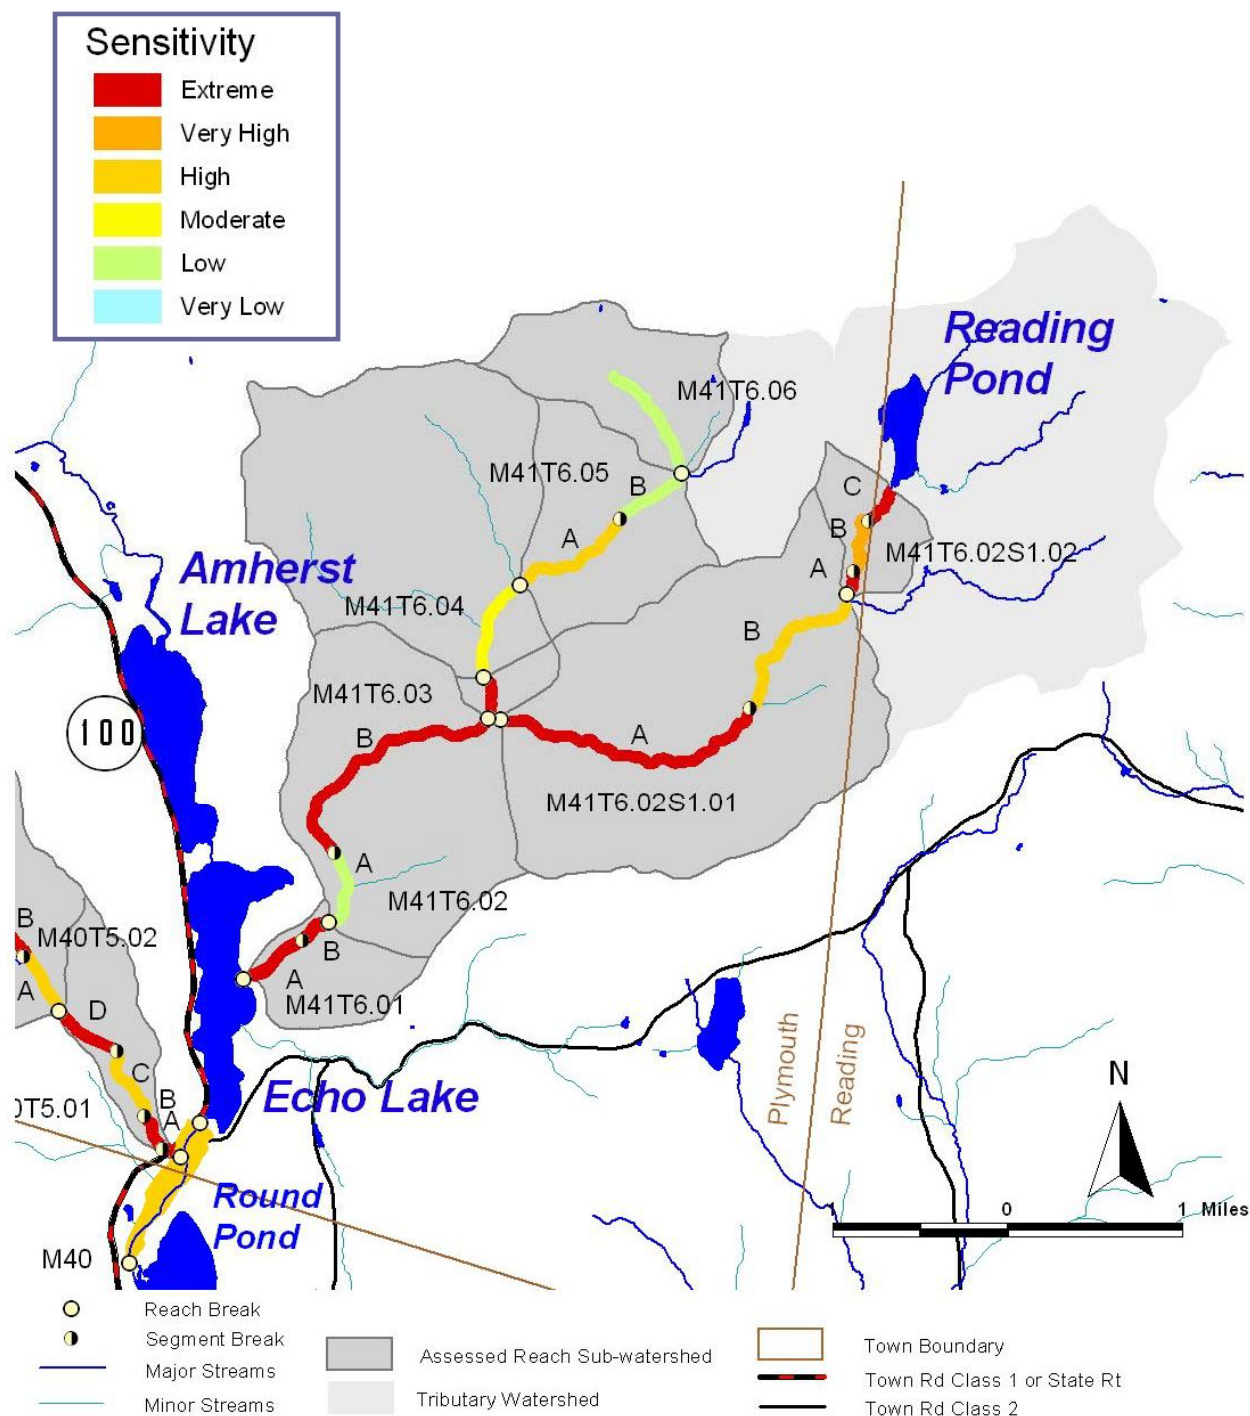 Sensitivity
Extreme
Very High
High
Moderate
Low
Very Low
Reading
Pond
M41T6.06
M41T6.05
B
C
A
B
M41T6.02S1.02
A
Amherst
Lake
M41T6.04
B
M41T6.03
100
B
A
M41T6.02S1.01
A
M41T6.02
B
M40T5.02
B
A
A
M41T6.01
D
C
Echo Lake
B
0T5.01
A
Plymouth
Reading
N
Round
Pond
1
0
1 Miles
M40
Reach Break
Segment Break
Major Streams
Minor Streams
Assessed Reach Sub-watershed
Tributary Watershed
Town Boundary
Town Rd Class 1 or State Rt
Town Rd Class 2